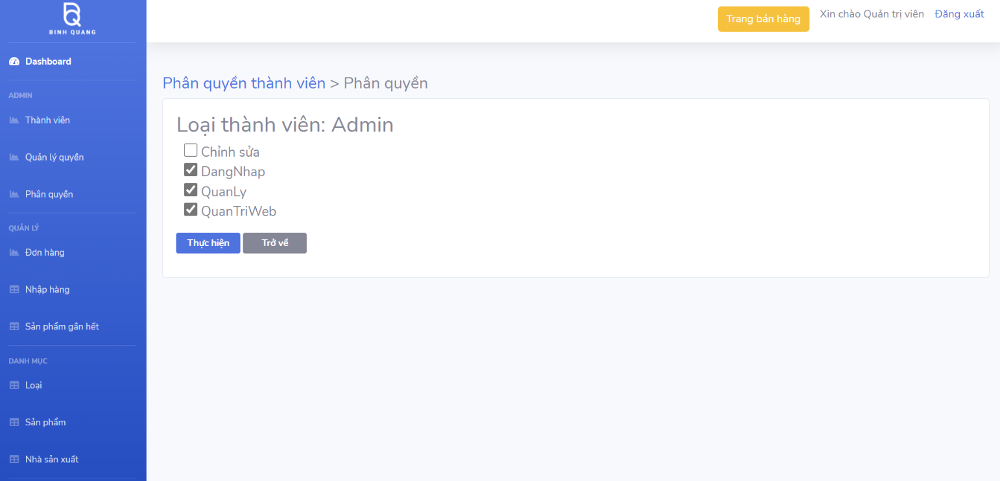 BINH QUANG
Dashboard
ADMIN
Thành viên
Quản lý quyền
Phân quyền
QUẢN LÝ
Đơn hàng
Nhập hàng
Sản phẩm gần hết
DANH MỤC
Loại
Sản phẩm
Nhà sản xuất
Trang bán hàng Xin chào Quản trị viên Đăng xuất
Phân quyền thành viên > Phân quyền
Loại thành viên: Admin
Chỉnh sửa
DangNhap
QuanLy
QuanTriWeb
Thực hiện Trở về